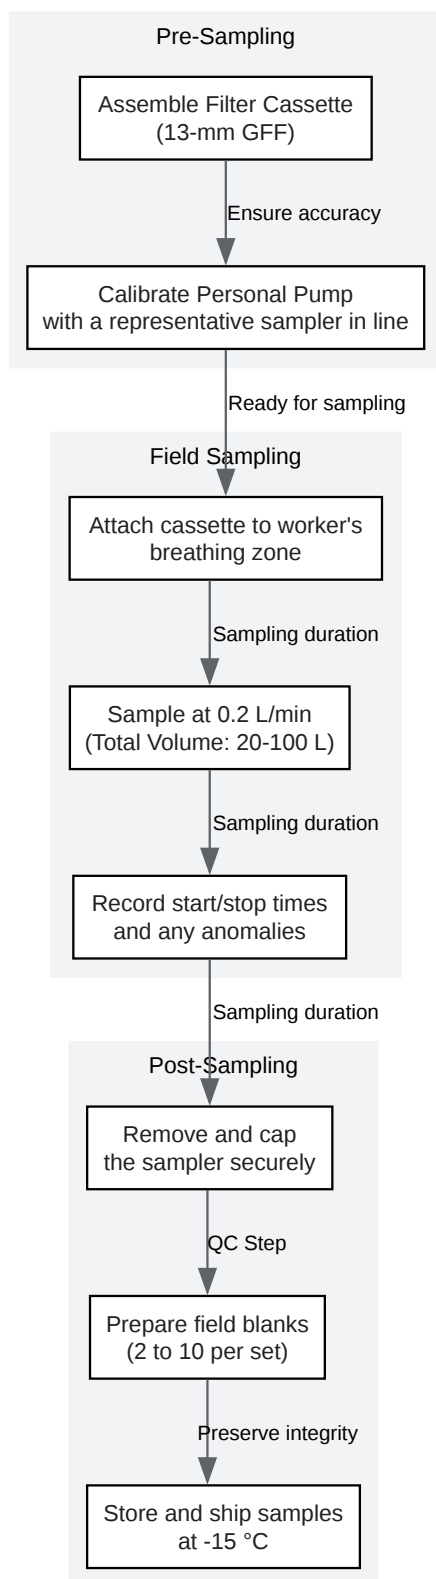 Pre-Sampling
Assemble Filter Cassette
(13-mm GFF)
Ensure accuracy
Calibrate Personal Pump
with a representative sampler in line
Ready for sampling
Field Sampling
Attach cassette to worker's
breathing zone
Sampling duration
Sample at 0.2 L/min
(Total Volume: 20-100 L)
Sampling duration
Record start/stop times
and any anomalies
Sampling duration
Post-Sampling
Remove and cap
the sampler securely
QC Step
Prepare field blanks
(2 to 10 per set)
Preserve integrity
Store and ship samples
at -15 °C